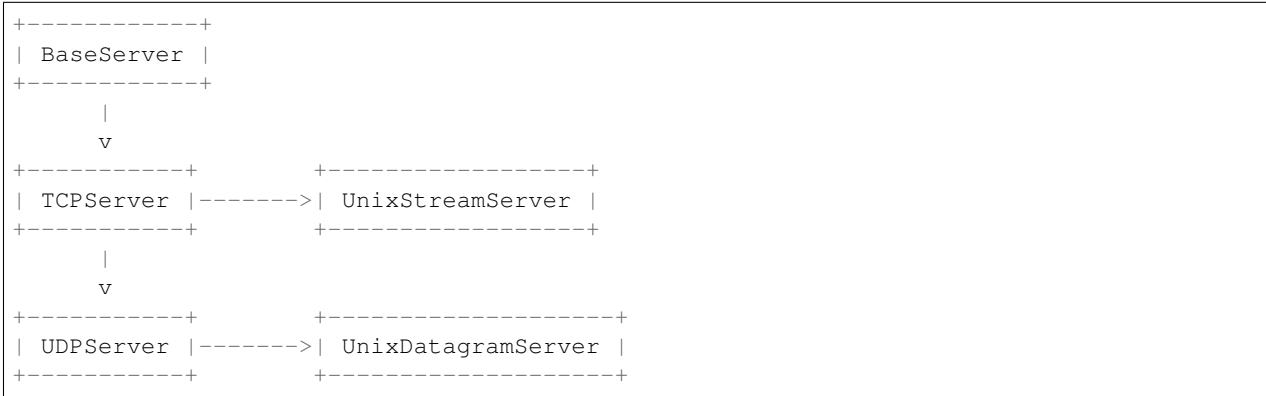 +------------+
| BaseServer |
+------------+
      |
      v
+-----------+        +------------------+
| TCPServer |------->| UnixStreamServer |
+-----------+        +------------------+
      |
      v
+-----------+        +--------------------+
| UDPServer |------->| UnixDatagramServer |
+-----------+        +--------------------+